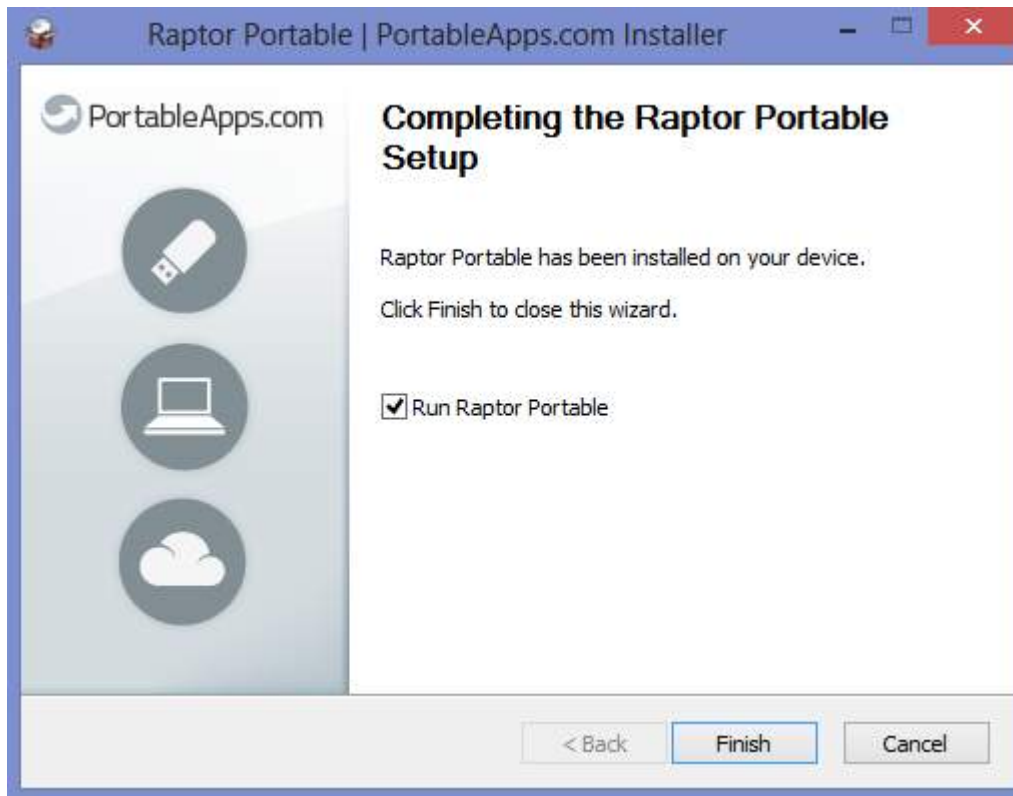 Raptor Portable | PortableApps.com Installer
PortableApps.com
Completing the Raptor Portable
Setup
Raptor Portable has been installed on your device.
Click Finish to close this wizard.
Run Raptor Portable
< Back
Finish
Cancel